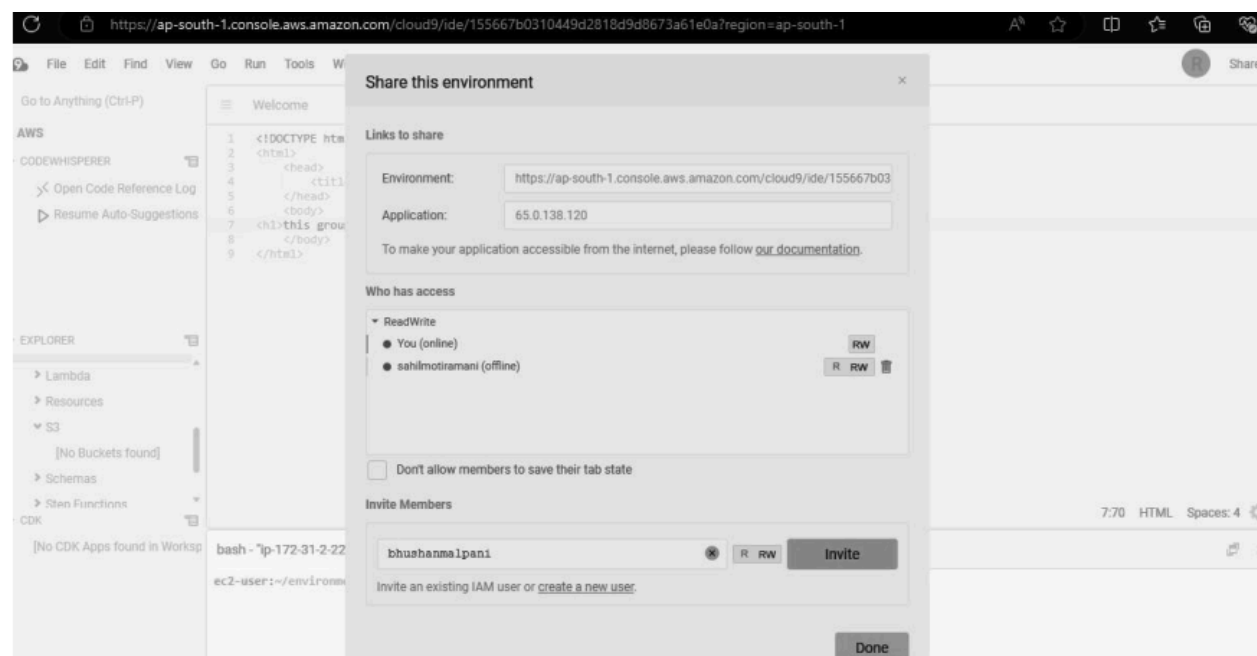 https://ap-south-1.console.aws.amazon.com/cloud9/ide/155667b0310449d2818d9d8673a61e0a?region=ap-south-1
File Edit Find View Go Run Tools W
R Share
Go to Anything (Ctrl-P)
AWS
CODEWHISPERER
Open Code Reference Log
Resume Auto-Suggestions
EXPLORER
Lambda
Resources
S3
[No Buckets found]
Schemas
Step Functions
CDK
[No CDK Apps found in Worksp
Welcome
1 <!DOCTYPE htm
2 <html>
3 <head>
4 <titl
5 </head>
6 <body>
7 <h1>this grou
8 </body>
9 </html>
7:70 HTML Spaces: 4
bash - "ip-172-31-2-22
ec2-user:~/environme
Share this environment
Links to share
Environment: https://ap-south-1.console.aws.amazon.com/cloud9/ide/155667b03
Application: 65.0.138.120
To make your application accessible from the internet, please follow our documentation.
Who has access
ReadWrite
You (online) RW
sahilmotiramani (offline) R RW
Don't allow members to save their tab state
Invite Members
bhushanmalpani R RW Invite
Invite an existing IAM user or create a new user.
Done